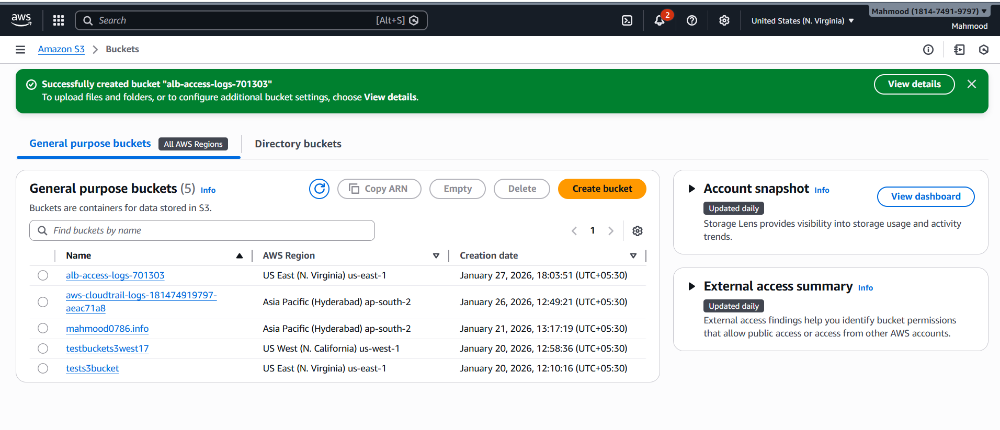 aws
Search [Alt+S]
2
United States (N. Virginia)
Mahmood (1814-7491-9797)
Mahmood
Amazon S3 Buckets
Successfully created bucket "alb-access-logs-701303"
To upload files and folders, or to configure additional bucket settings, choose View details.
View details
General purpose buckets All AWS Regions Directory buckets
General purpose buckets (5) Info
Copy ARN Empty Delete Create bucket
Buckets are containers for data stored in S3.
Find buckets by name
1
Name AWS Region Creation date
alb-access-logs-701303 US East (N. Virginia) us-east-1 January 27, 2026, 18:03:51 (UTC+05:30)
aws-cloudtrail-logs-181474919797-
aeac71a8 Asia Pacific (Hyderabad) ap-south-2 January 26, 2026, 12:49:21 (UTC+05:30)
mahmood0786.info Asia Pacific (Hyderabad) ap-south-2 January 21, 2026, 13:17:19 (UTC+05:30)
testbuckets3west17 US West (N. California) us-west-1 January 20, 2026, 12:58:36 (UTC+05:30)
tests3bucket US East (N. Virginia) us-east-1 January 20, 2026, 12:10:16 (UTC+05:30)
Account snapshot Info
View dashboard
Updated daily
Storage Lens provides visibility into storage usage and activity
trends.
External access summary Info
Updated daily
External access findings help you identify bucket permissions
that allow public access or access from other AWS accounts.